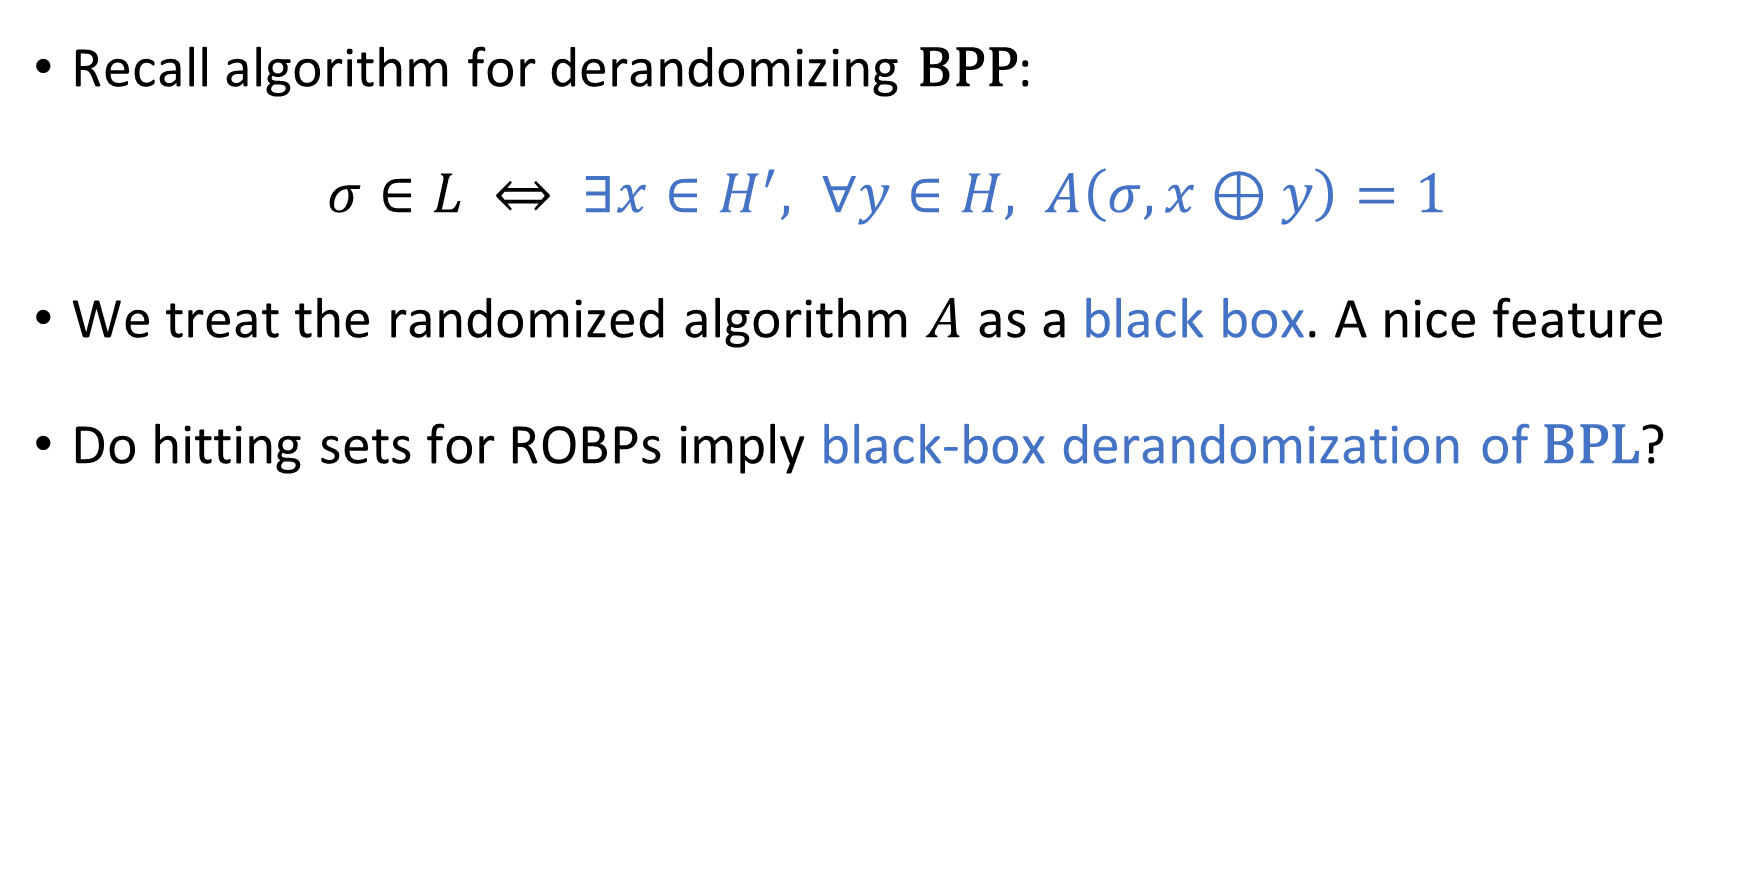 • Recall algorithm for derandomizing BPP:
σ ∈ L ⇔ ∃x ∈ H′, ∀y ∈ H, A(σ, x ⊕ y) = 1
• We treat the randomized algorithm A as a black box. A nice feature
• Do hitting sets for ROBPs imply black-box derandomization of BPL?